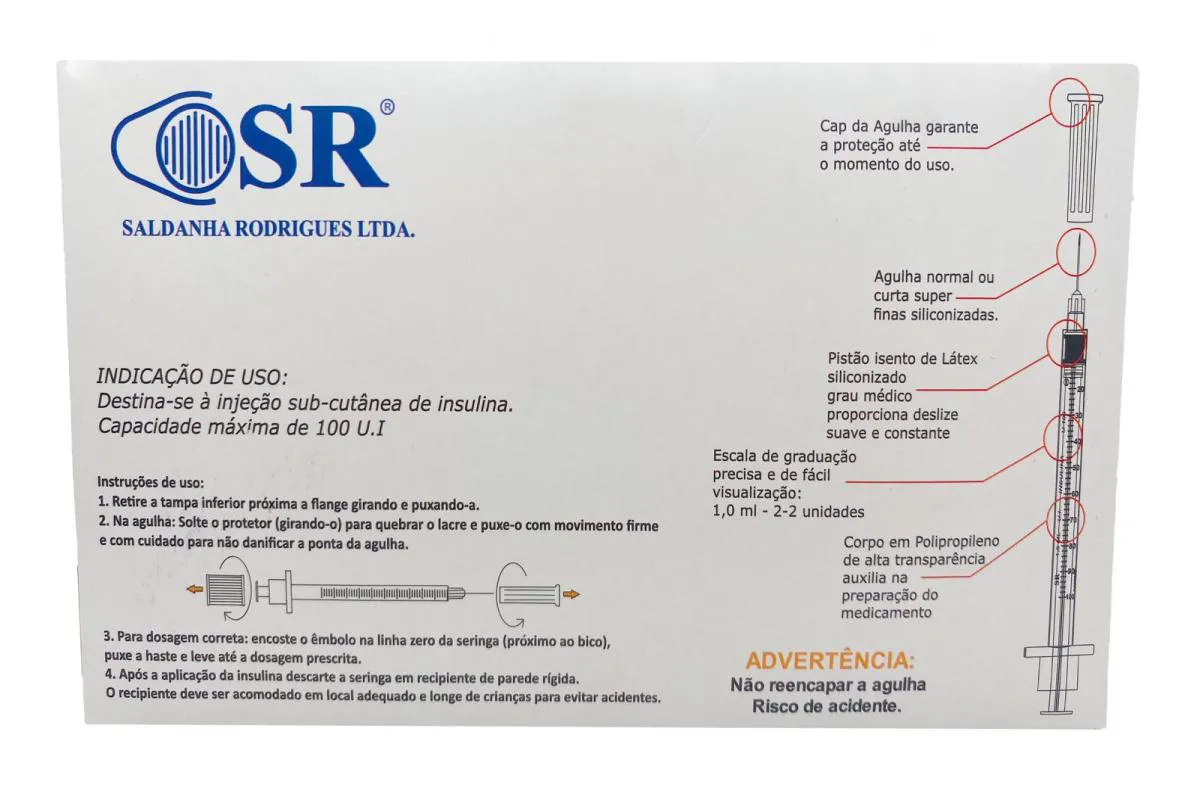 SR®
SALDANHA RODRIGUES LTDA.
INDICAÇÃO DE USO:
Destina-se à injeção sub-cutânea de insulina.
Capacidade máxima de 100 U.I
Instruções de uso:
1. Retire a tampa inferior próxima a flange girando e puxando-a.
2. Na agulha: Solte o protetor (girando-o) para quebrar o lacre e puxe-o com movimento firme
e com cuidado para não danificar a ponta da agulha.
3. Para dosagem correta: encoste o êmbolo na linha zero da seringa (próximo ao bico),
puxe a haste e leve até a dosagem prescrita.
4. Após a aplicação da insulina descarte a seringa em recipiente de parede rígida.
O recipiente deve ser acomodado em local adequado e longe de crianças para evitar acidentes.
Cap da Agulha garante
a proteção até
o momento do uso.
Agulha normal ou
curta super
finas siliconizadas.
Pistão isento de Látex
siliconizado
grau médico
proporciona deslize
suave e constante
Escala de graduação
precisa e de fácil
visualização:
1,0 ml - 2-2 unidades
Corpo em Polipropileno
de alta transparência
auxilia na
preparação do
medicamento
ADVERTÊNCIA:
Não reencapar a agulha
Risco de acidente.